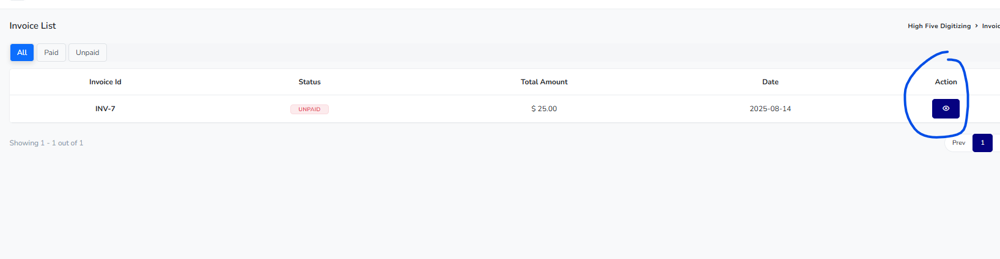 Invoice List
High Five Digitizing > Invoic
All Paid Unpaid
Invoice Id Status Total Amount Date Action
INV-7 UNPAID $ 25.00 2025-08-14
Showing 1 - 1 out of 1
Prev 1